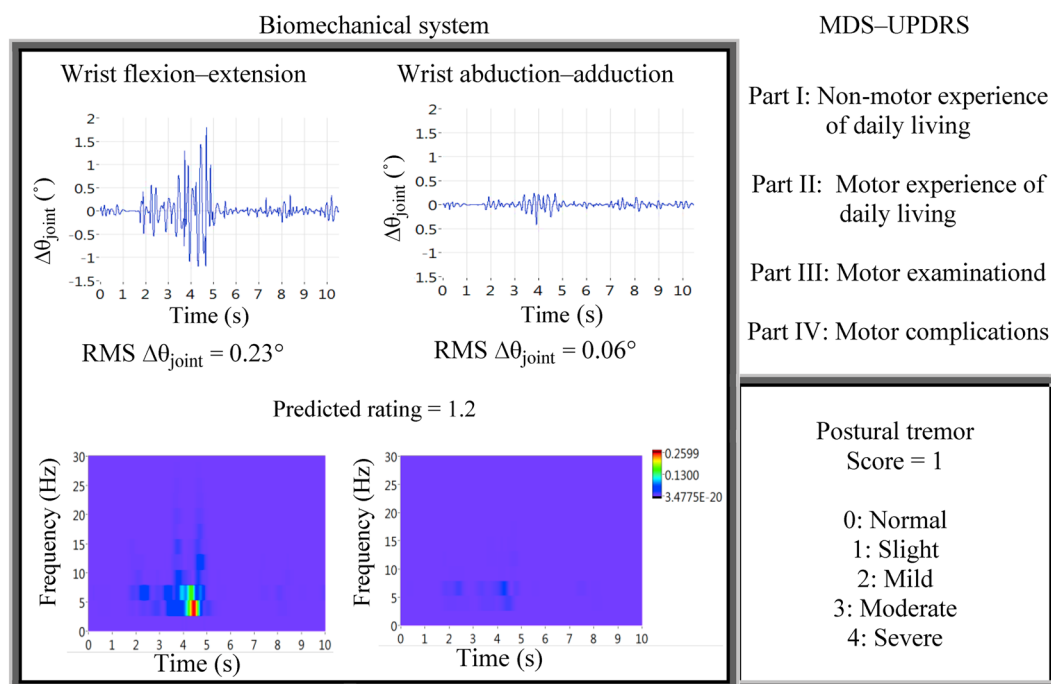 Biomechanical system
MDS–UPDRS
Wrist flexion–extension
Wrist abduction–adduction
Part I: Non-motor experience
of daily living
Part II: Motor experience of
daily living
Part III: Motor examinationd
Part IV: Motor complications
2
1.5
1
0.5
0
-0.5
-1
-1.5
Δθjoint (°)
0 1 2 3 4 5 6 7 8 9 10
Time (s)
2
1.5
1
0.5
0
-0.5
-1
1.5
Δθjoint (°)
0 1 2 3 4 5 6 7 8 9 10
Time (s)
RMS Δθjoint = 0.23°
RMS Δθjoint = 0.06°
Predicted rating = 1.2
30
25
20
15
10
5
0
Frequency (Hz)
0 1 2 3 4 5 6 7 8 9 10
Time (s)
30
25
20
15
10
5
0
Frequency (Hz)
0 1 2 3 4 5 6 7 8 9 10
Time (s)
0.2599
0.1300
3.4775E-20
Postural tremor
Score = 1
0: Normal
1: Slight
2: Mild
3: Moderate
4: Severe